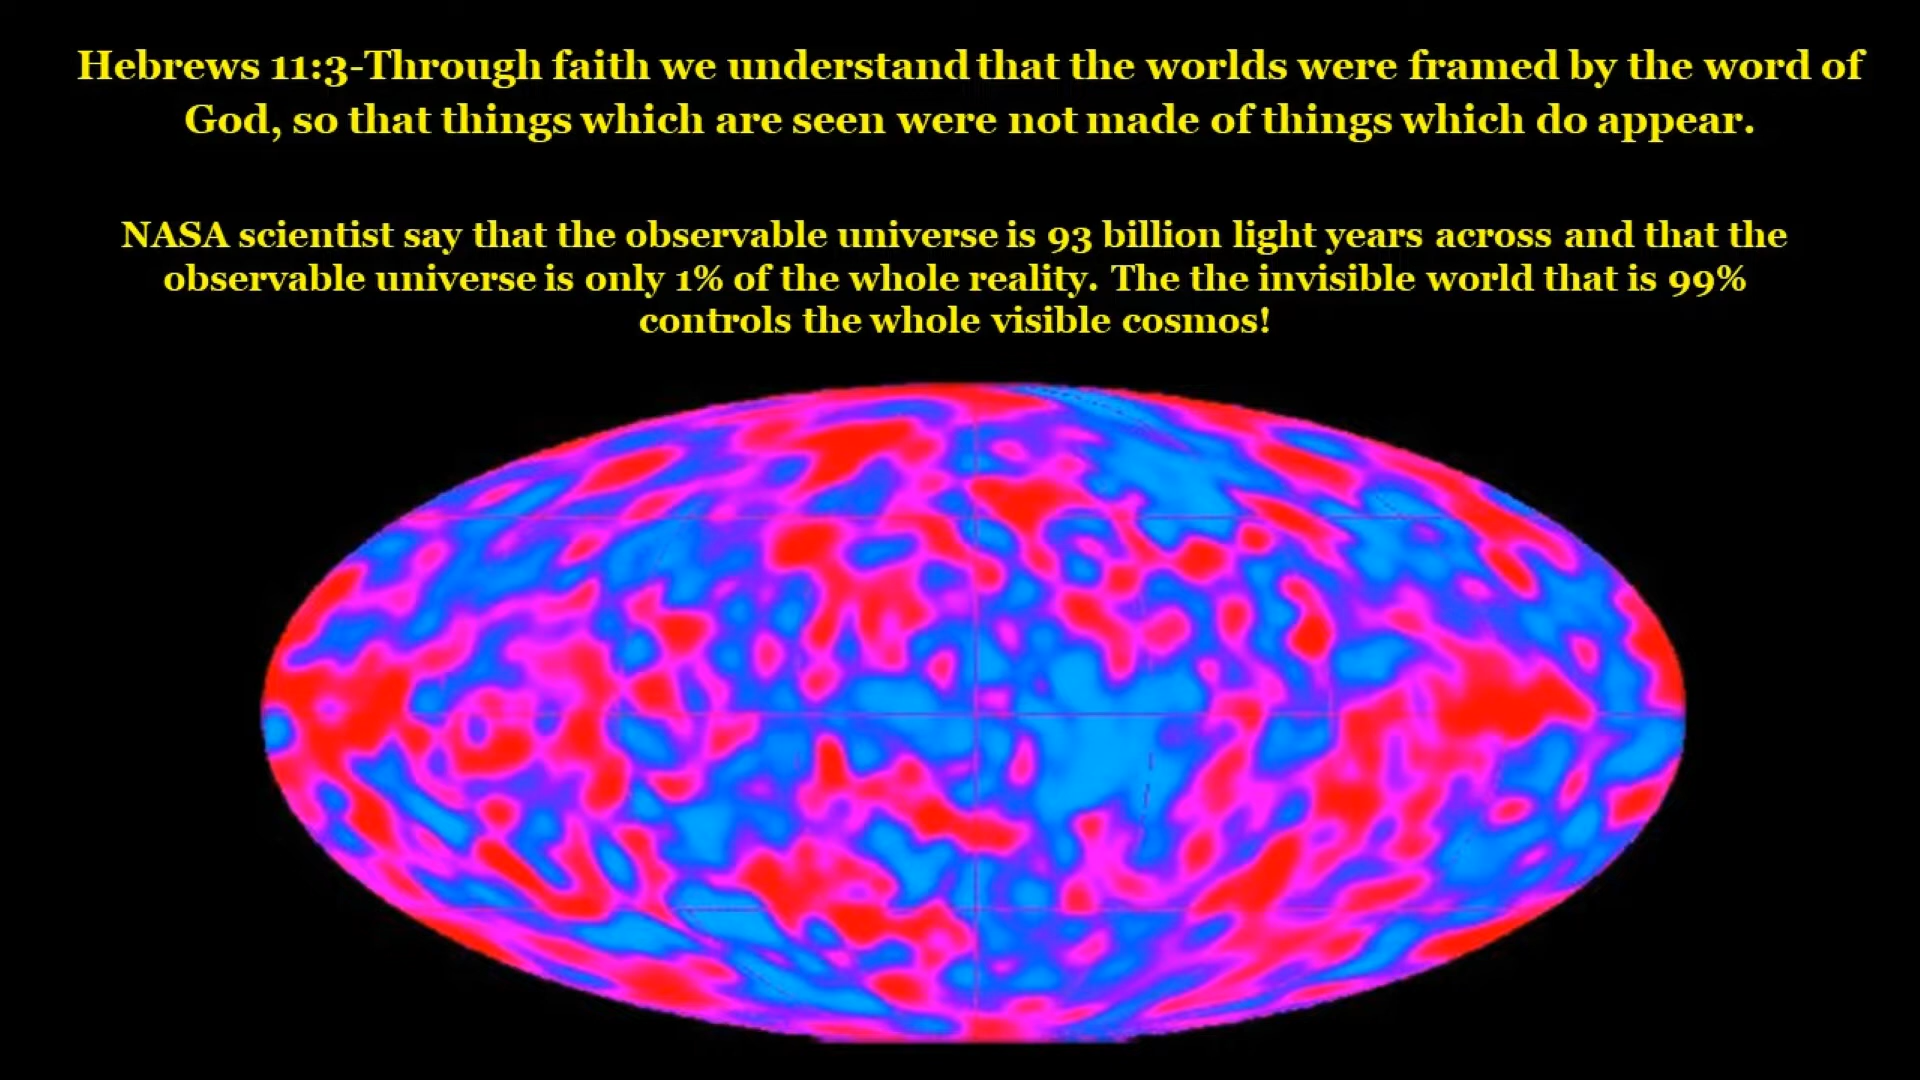 Hebrews 11:3-Through faith we understand that the worlds were framed by the word of
God, so that things which are seen were not made of things which do appear.
NASA scientist say that the observable universe is 93 billion light years across and that the
observable universe is only 1% of the whole reality. The the invisible world that is 99%
controls the whole visible cosmos!